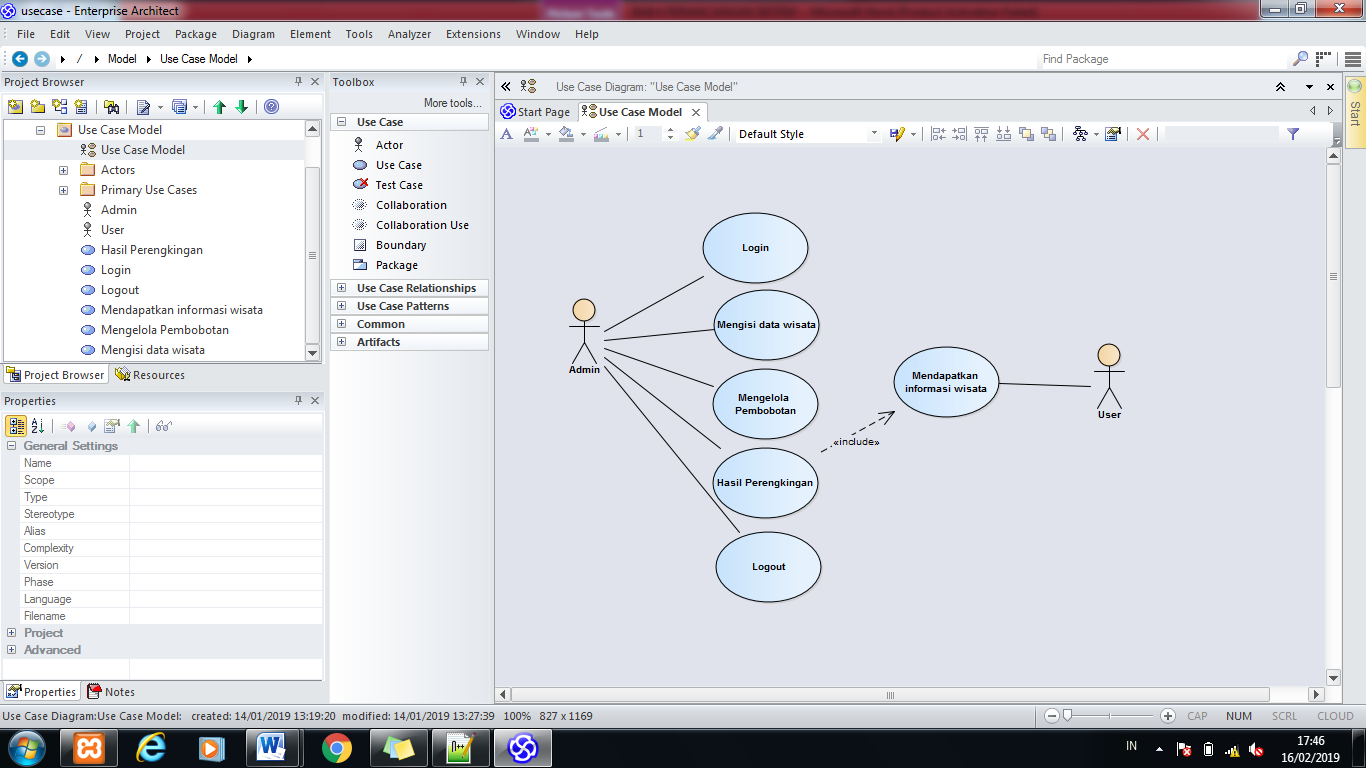 usecase - Enterprise Architect
File Edit View Project Package Diagram Element Tools Analyzer Extensions Window Help
/ Model Use Case Model
Find Package
Project Browser
Use Case Model
Use Case Model
Actors
Primary Use Cases
Admin
User
Hasil Perengkingan
Login
Logout
Mendapatkan informasi wisata
Mengelola Pembobotan
Mengisi data wisata
Project Browser Resources
Properties
General Settings
Name
Scope
Type
Stereotype
Alias
Complexity
Version
Phase
Language
Filename
Project
Advanced
Properties Notes
Toolbox
More tools...
Use Case
Actor
Use Case
Test Case
Collaboration
Collaboration Use
Boundary
Package
Use Case Relationships
Use Case Patterns
Common
Artifacts
Use Case Diagram: "Use Case Model"
Start Page Use Case Model
1 Default Style
Start
Login
Mengisi data wisata
Admin
Mengelola
Pembobotan
Mendapatkan
informasi wisata
User
«include»
Hasil Perengkingan
Logout
Use Case Diagram:Use Case Model: created: 14/01/2019 13:19:20 modified: 14/01/2019 13:27:39 100% 827 x 1169
CAP NUM SCRL CLOUD
IN
17:46
16/02/2019